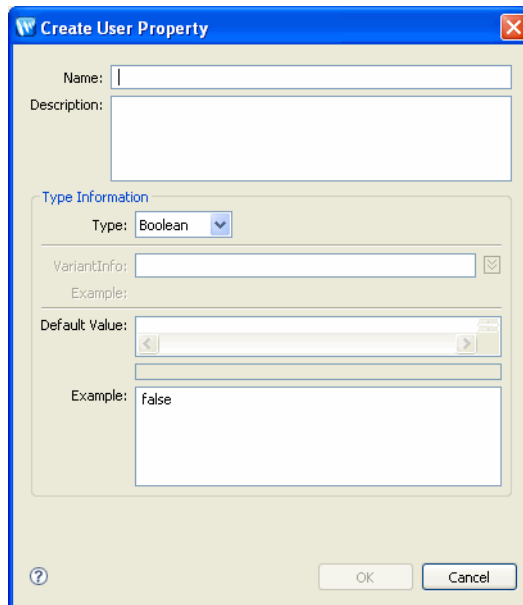 Create User Property
Name:
Description:
Type Information
Type: Boolean
VariantInfo:
Example:
Default Value:
Example: false
OK Cancel